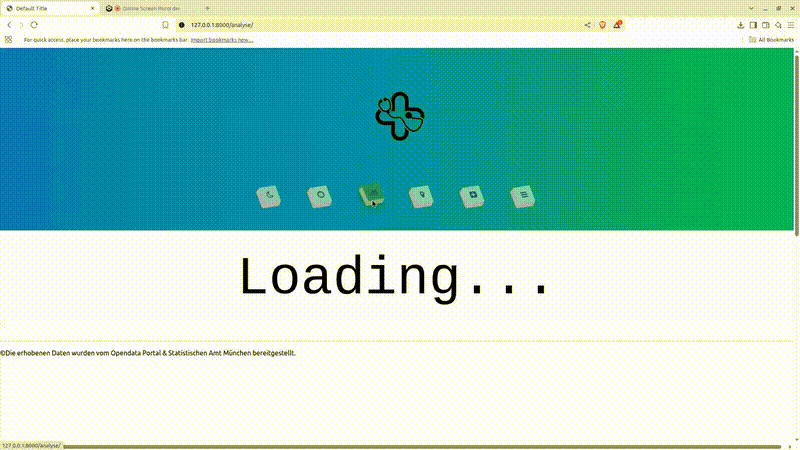 Default Title
Online Screen Recorder
127.0.0.1:8000/analyse/
For quick access, place your bookmarks here on the bookmarks bar. Import bookmarks now...
All Bookmarks
Loading...
©Die erhobenen Daten wurden vom Opendata Portal & Statistischen Amt München bereitgestellt.
127.0.0.1:8000/analyse/